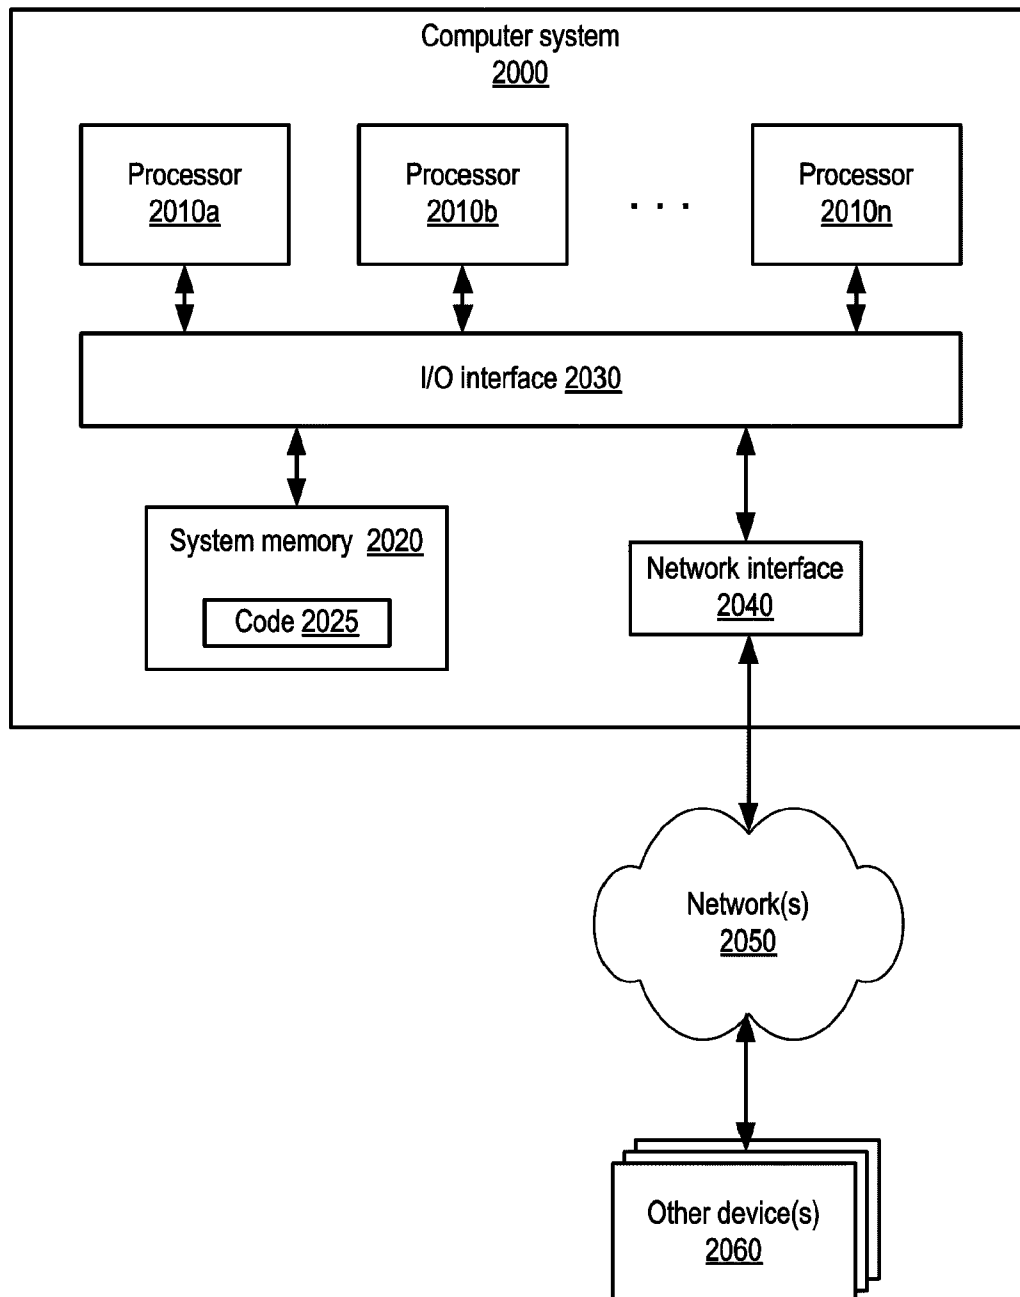 Computer system
2000
Processor
2010a
Processor
2010b
. . .
Processor
2010n
I/O interface 2030
System memory 2020
Code 2025
Network interface
2040
Network(s)
2050
Other device(s)
2060